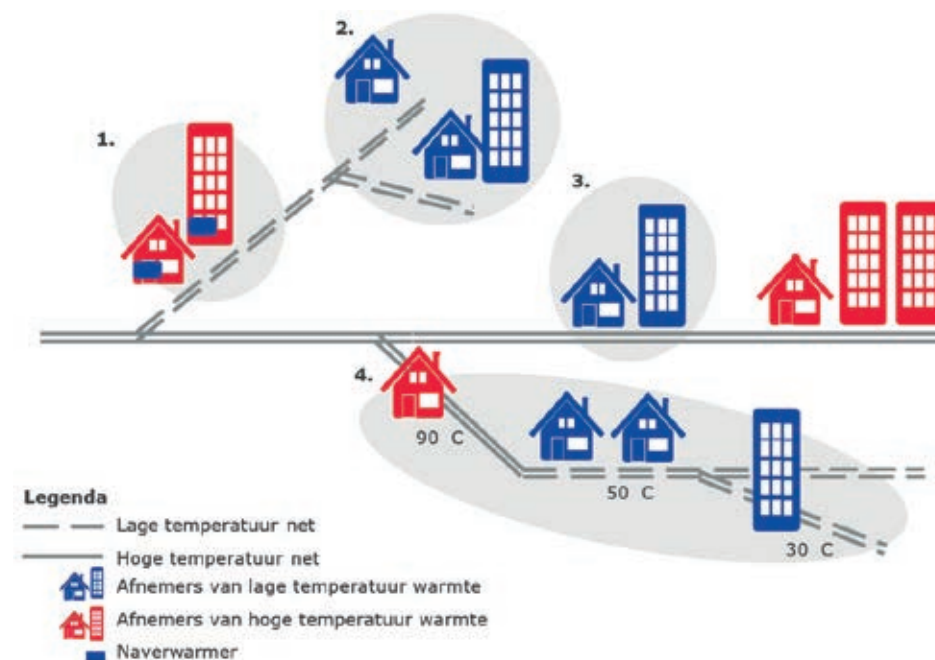 2.
1.
3.
4.
90 C
50 C
30 C
Legenda
Lage temperatuur net
Hoge temperatuur net
Afnemers van lage temperatuur warmte
Afnemers van hoge temperatuur warmte
Naverwarmer